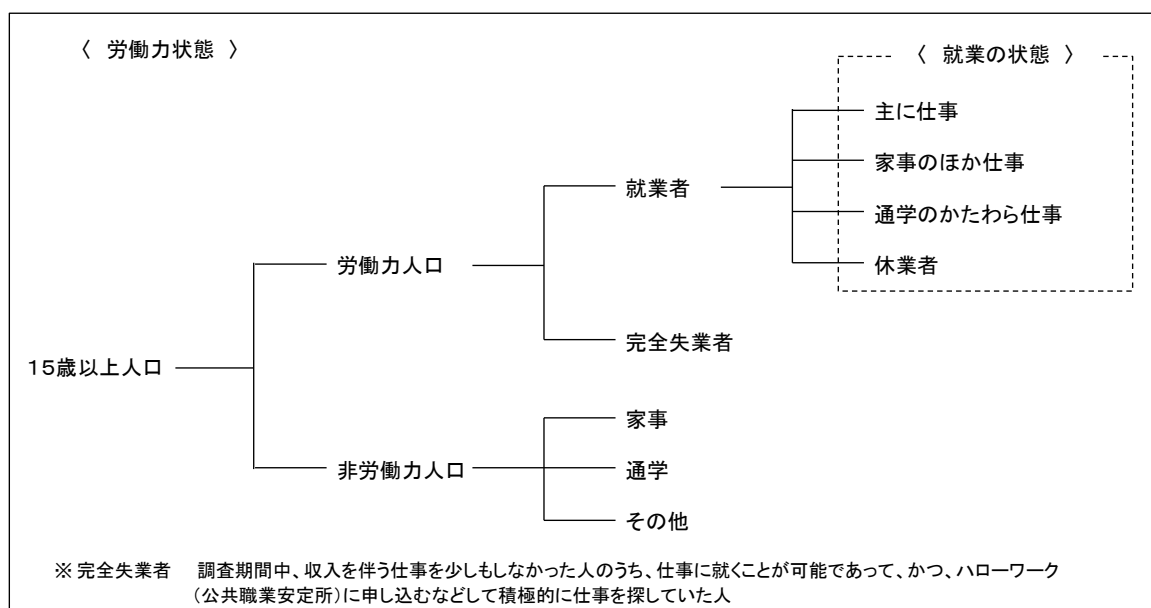 〈 労働力状態 〉
〈 就業の状態 〉
主に仕事
家事のほか仕事
就業者
通学のかたわら仕事
労働力人口
休業者
完全失業者
15歳以上人口
家事
非労働力人口
通学
その他
※ 完全失業者 調査期間中、収入を伴う仕事を少しもしなかった人のうち、仕事に就くことが可能であって、かつ、ハローワーク
(公共職業安定所)に申し込むなどして積極的に仕事を探していた人